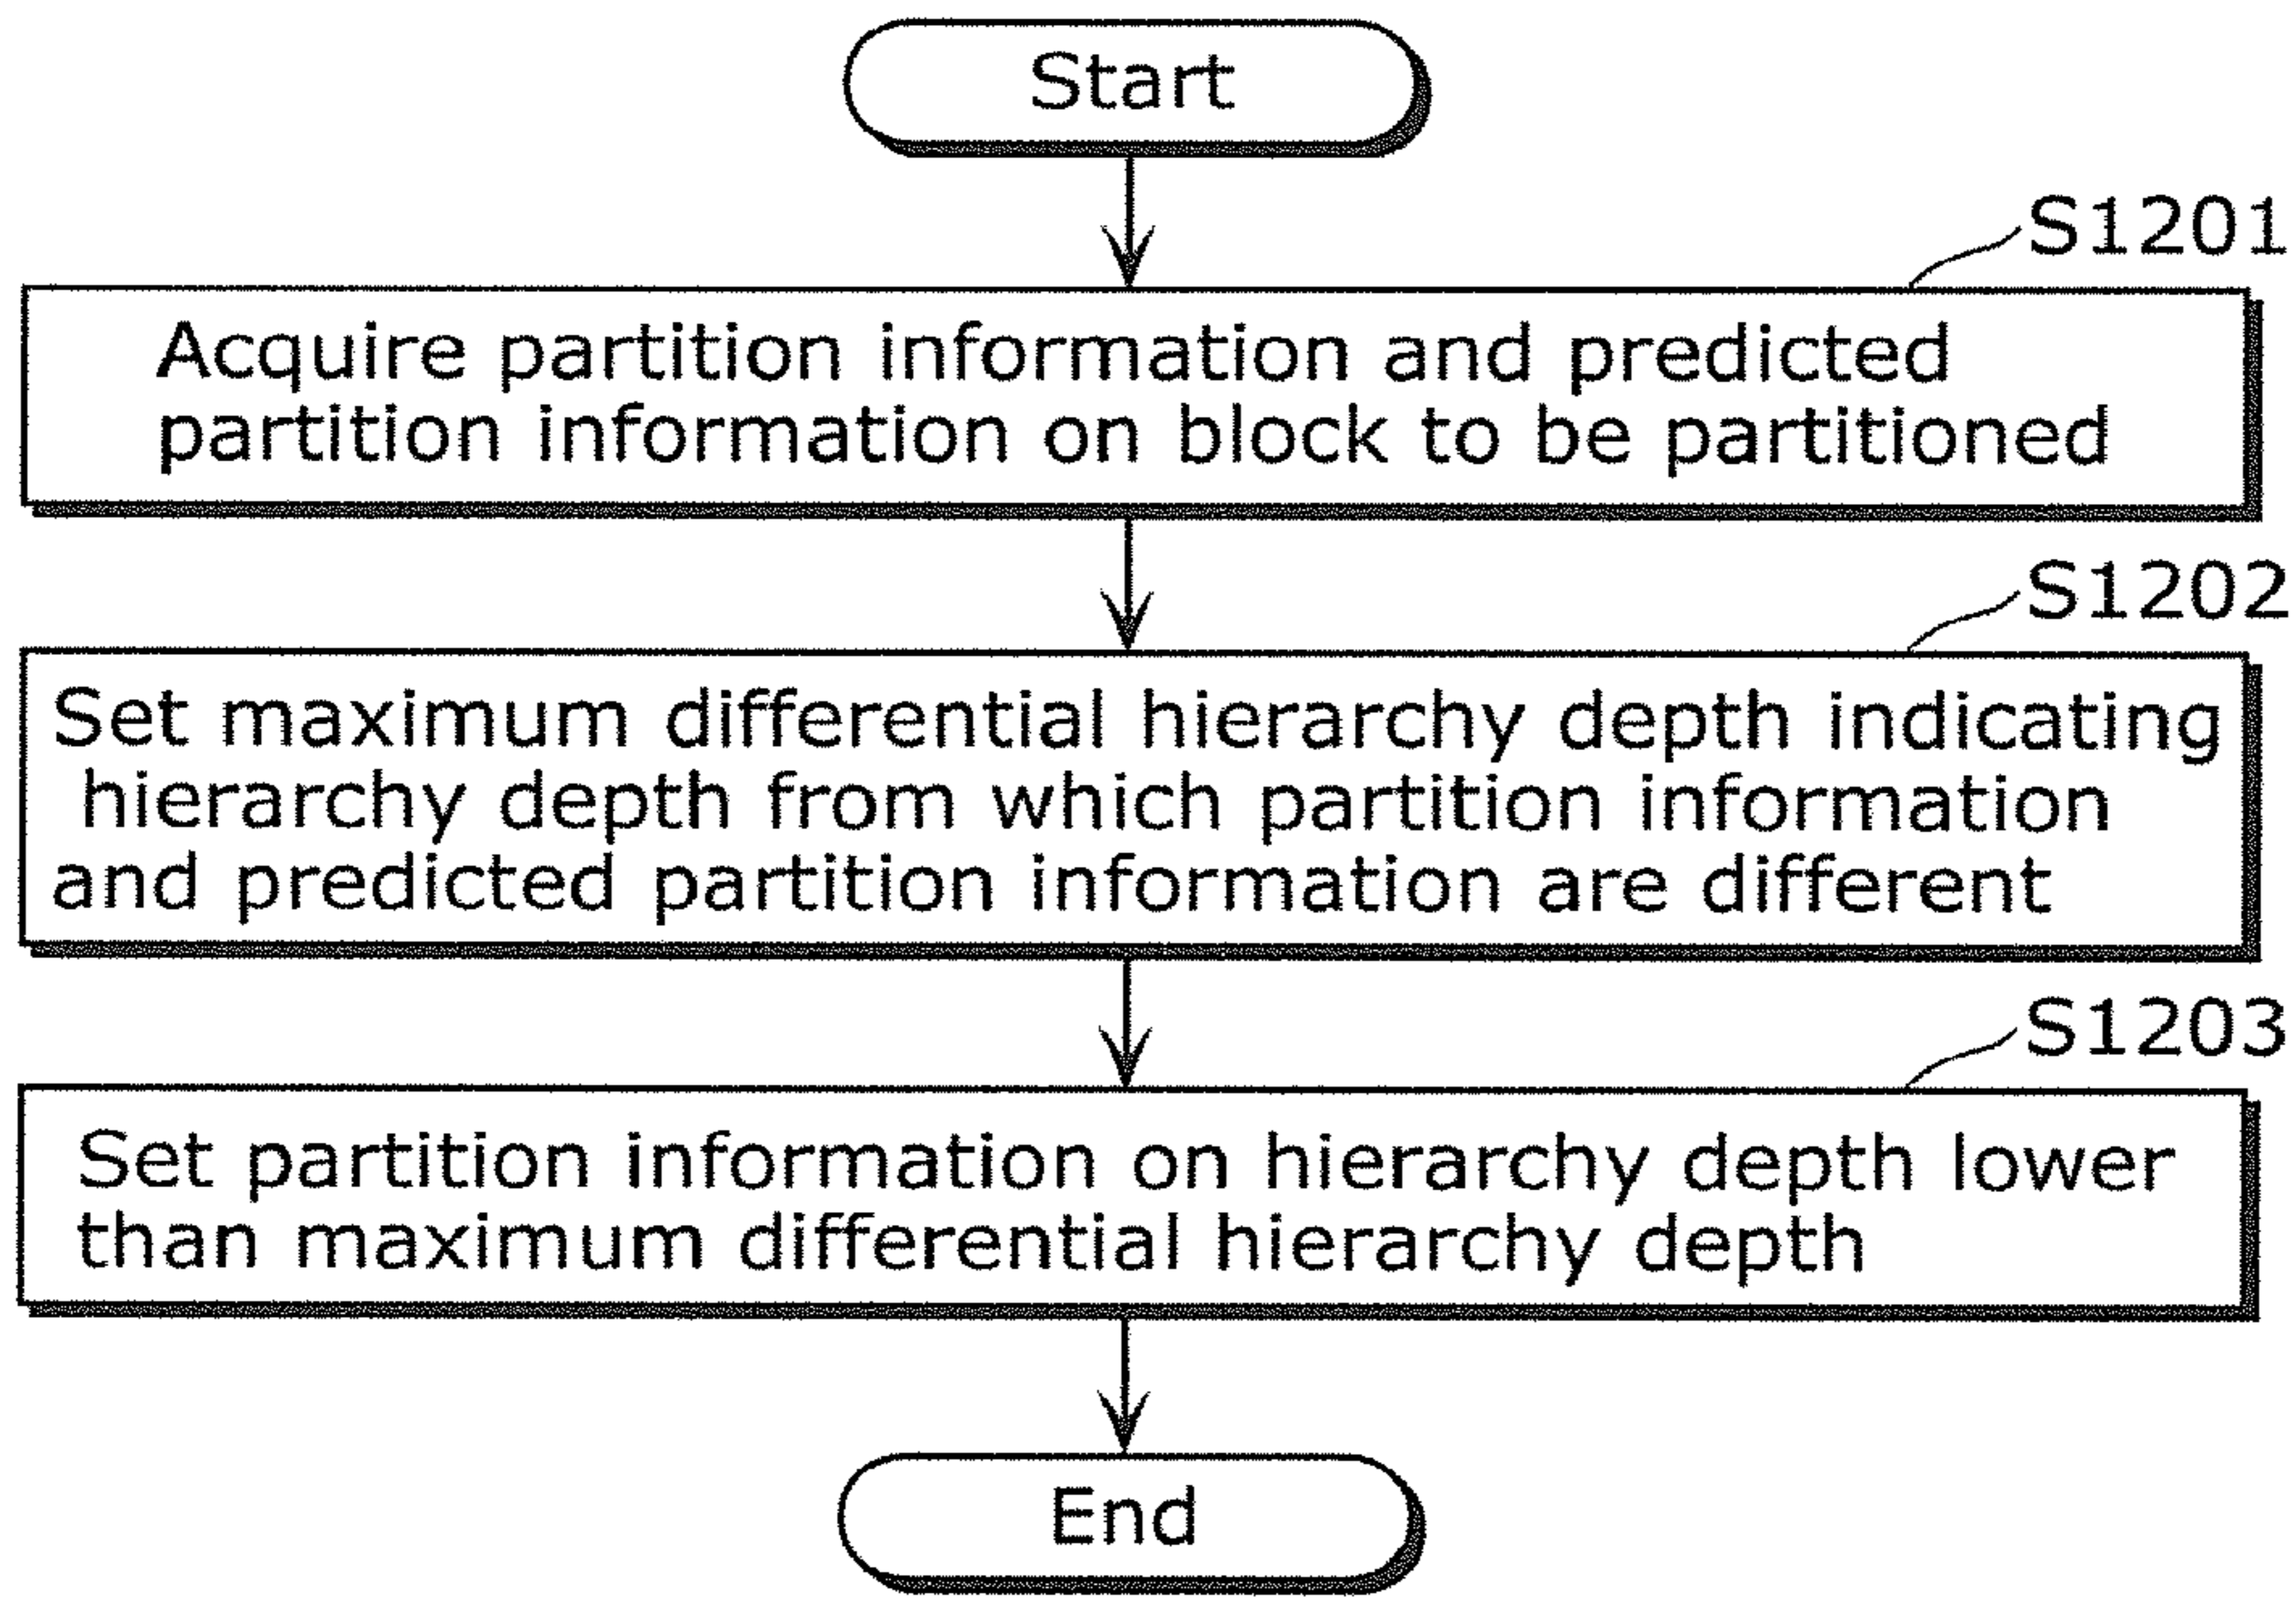 Start
S1201
Acquire partition information and predicted
partition information on block to be partitioned
S1202
Set maximum differential hierarchy depth indicating
hierarchy depth from which partition information
and predicted partition information are different
S1203
Set partition information on hierarchy depth lower
than maximum differential hierarchy depth
End